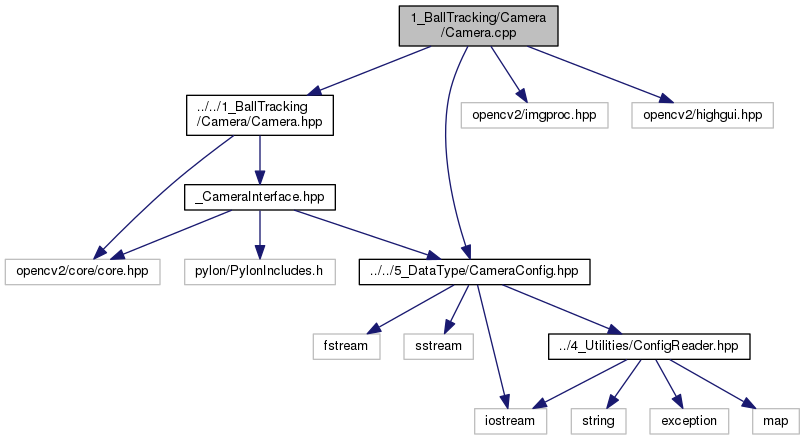 1_BallTracking/Camera
/Camera.cpp
../../1_BallTracking
/Camera/Camera.hpp
opencv2/imgproc.hpp
opencv2/highgui.hpp
_CameraInterface.hpp
opencv2/core/core.hpp
pylon/PylonIncludes.h
../../5_DataType/CameraConfig.hpp
fstream
sstream
../4_Utilities/ConfigReader.hpp
iostream
string
exception
map